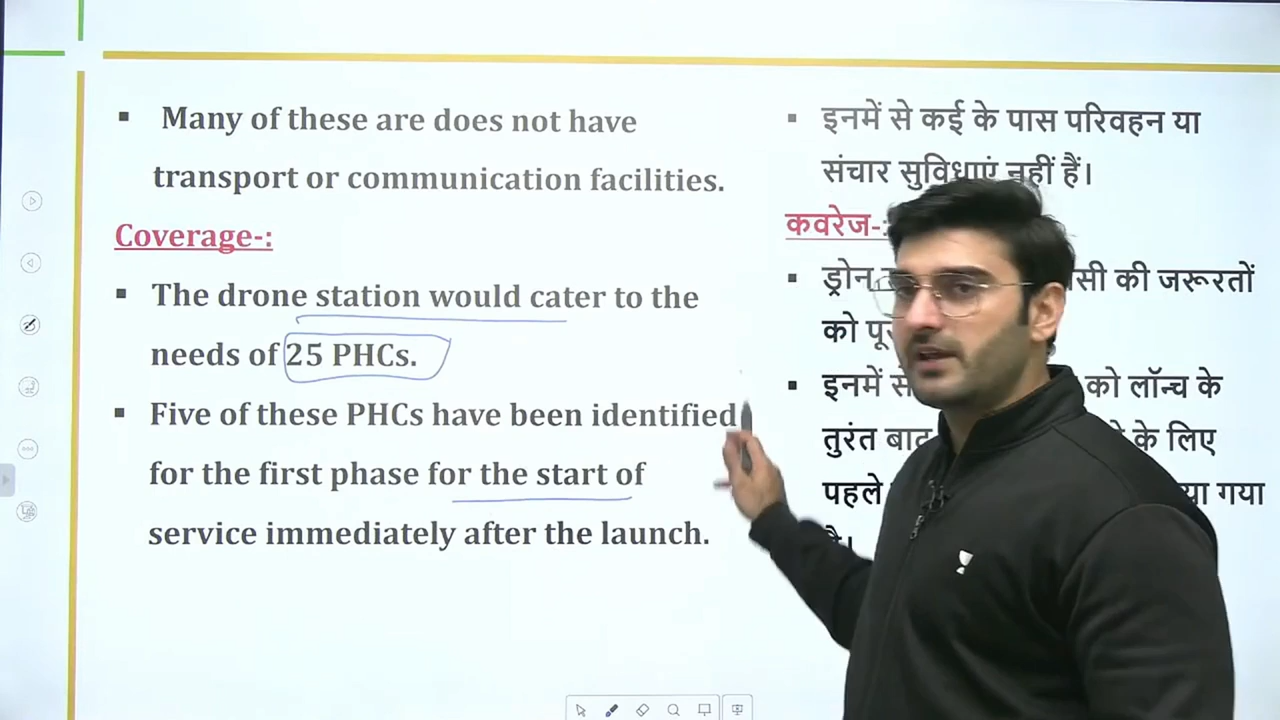 ▪ Many of these are does not have
transport or communication facilities.
Coverage-:
▪ The drone station would cater to the
needs of 25 PHCs.
▪ Five of these PHCs have been identified
for the first phase for the start of
service immediately after the launch.
▪ इनमें से कई के पास परिवहन या
संचार सुविधाएं नहीं हैं।
कवरेज-:
▪ ड्रोन सी की जरूरतों
को
▪ इनमें से को लॉन्च के
तुरंत बाद के लिए
पहले गया
है।